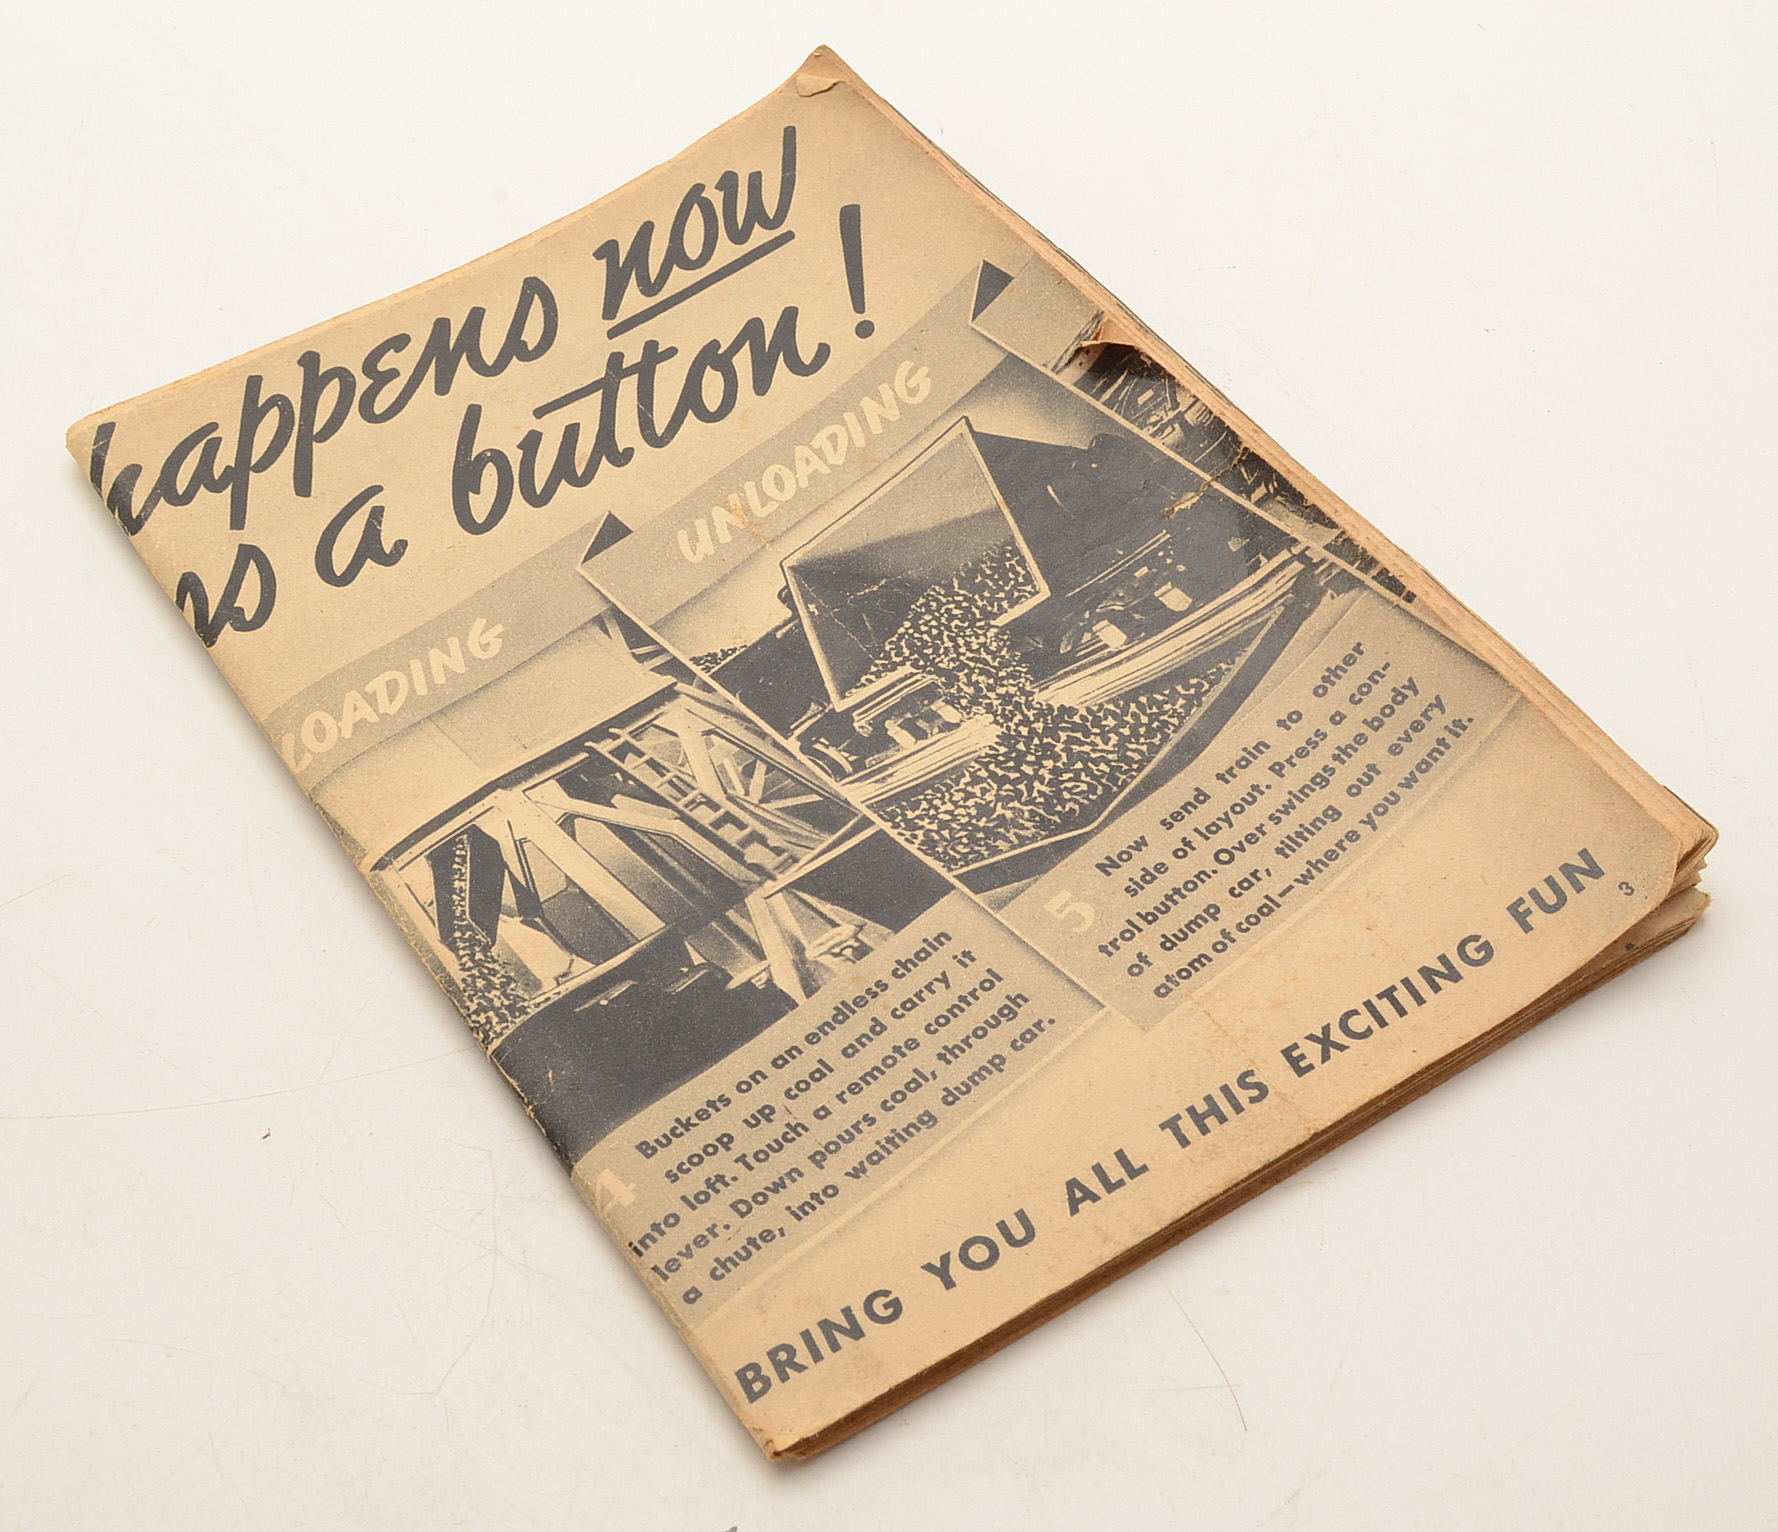 happens now
s a button!
LOADING
UNLOADING
4 Buckets on an endless chain
scoop up coal and carry it
into loft. Touch a remote control
lever. Down pours coal, through
a chute, into waiting dump car.
5 Now send train to other
side of layout. Press a con-
trol button. Over swings the body
of dump car, tilting out every
atom of coal—where you want it.
BRING YOU ALL THIS EXCITING FUN
3